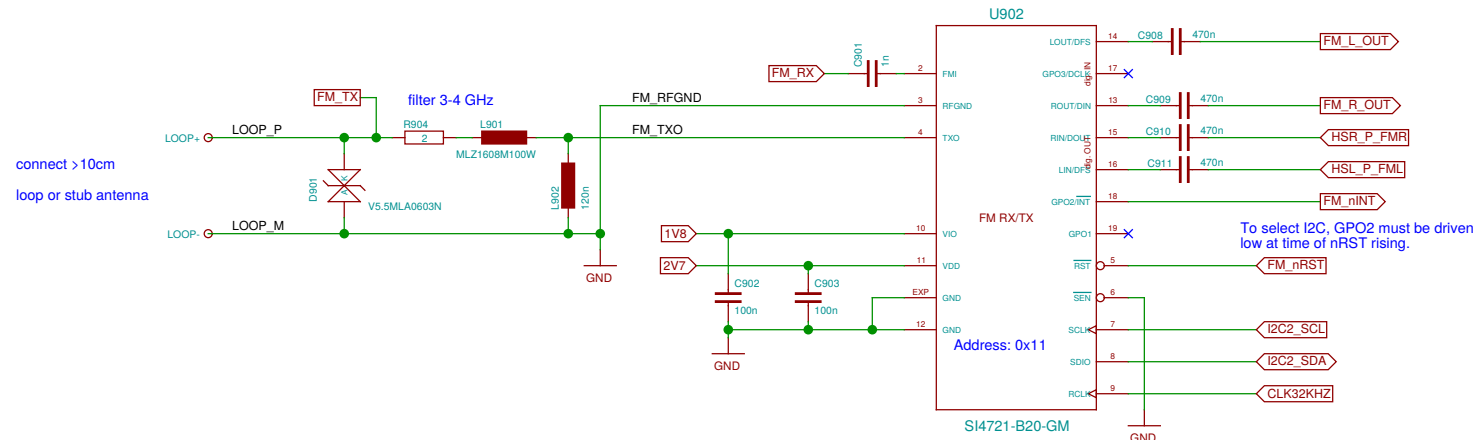 U902
LOUT/DFS
14
C908
470n
FM_L_OUT
C901
1n
FM_RX
2
FMI
GPO3/DCLK
17
dig. IN
FM_TX
filter 3-4 GHz
FM_RFGND
3
RFGND
ROUT/DIN
13
C909
470n
FM_R_OUT
LOOP+
LOOP_P
R904
2
L901
MLZ1608M100W
FM_TXO
4
TXO
RIN/DOUT
15
C910
470n
HSR_P_FMR
dig. OUT
connect >10cm
loop or stub antenna
D901
A
K
V5.5MLA0603N
L902
120n
LIN/DFS
16
C911
470n
HSL_P_FML
GPO2/INT
18
FM_nINT
FM RX/TX
LOOP-
LOOP_M
1V8
10
VIO
GPO1
19
To select I2C, GPO2 must be driven
low at time of nRST rising.
GND
2V7
11
VDD
RST
5
FM_nRST
C902
100n
C903
100n
EXP
GND
SEN
6
12
GND
SCLK
7
I2C2_SCL
GND
Address: 0x11
SDIO
8
I2C2_SDA
RCLK
9
CLK32KHZ
SI4721-B20-GM
GND